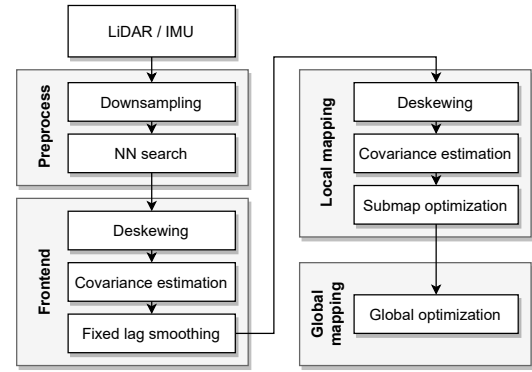 LiDAR / IMU
Preprocess
Downsampling
NN search
Frontend
Deskewing
Covariance estimation
Fixed lag smoothing
Local mapping
Deskewing
Covariance estimation
Submap optimization
Global
mapping
Global optimization